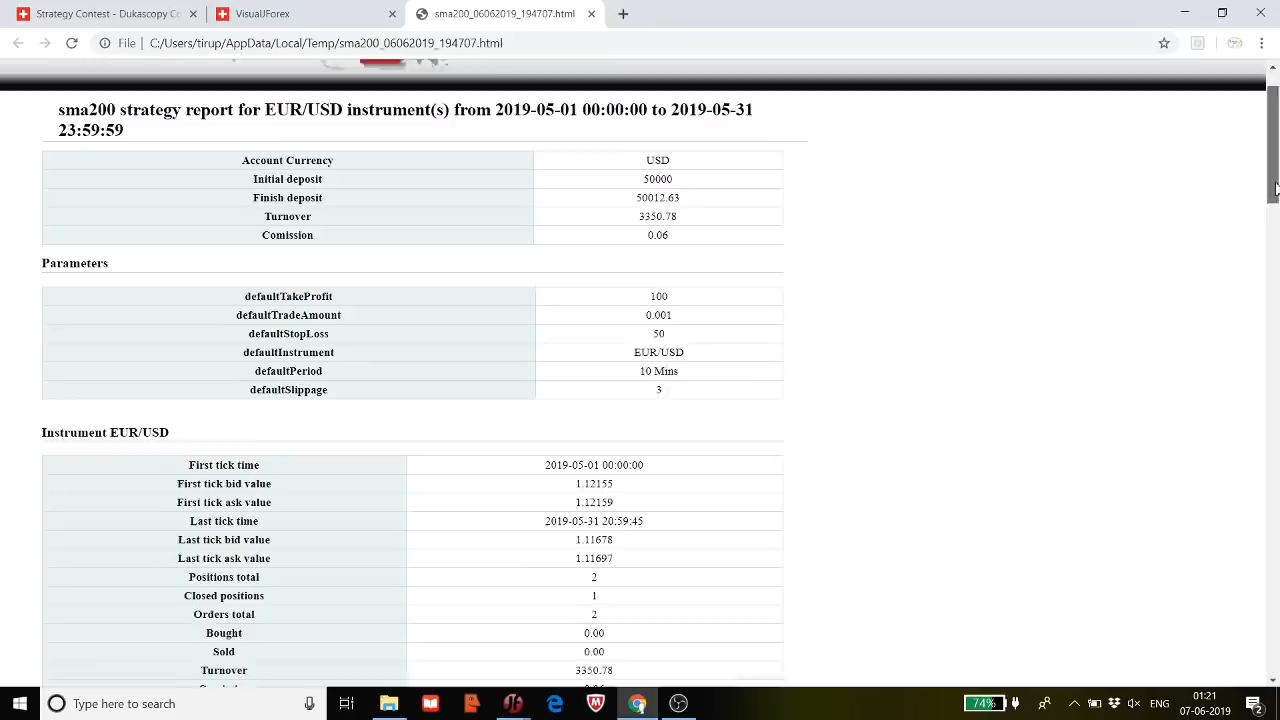 Strategy Contest - Dukascopy Co
VisualJForex
sma200_06062019_194707.html
File
C:/Users/tirup/AppData/Local/Temp/sma200_06062019_194707.html
sma200 strategy report for EUR/USD instrument(s) from 2019-05-01 00:00:00 to 2019-05-31
23:59:59
Account Currency USD
Initial deposit 50000
Finish deposit 50012.63
Turnover 3350.78
Comission 0.06
Parameters
defaultTakeProfit 100
defaultTradeAmount 0.001
defaultStopLoss 50
defaultInstrument EUR/USD
defaultPeriod 10 Mins
defaultSlippage 3
Instrument EUR/USD
First tick time 2019-05-01 00:00:00
First tick bid value 1.12155
First tick ask value 1.12159
Last tick time 2019-05-31 20:59:45
Last tick bid value 1.11678
Last tick ask value 1.11697
Positions total 2
Closed positions 1
Orders total 2
Bought 0.00
Sold 0.00
Turnover 3350.78
Type here to search
74%
ENG
01:21
07-06-2019
2